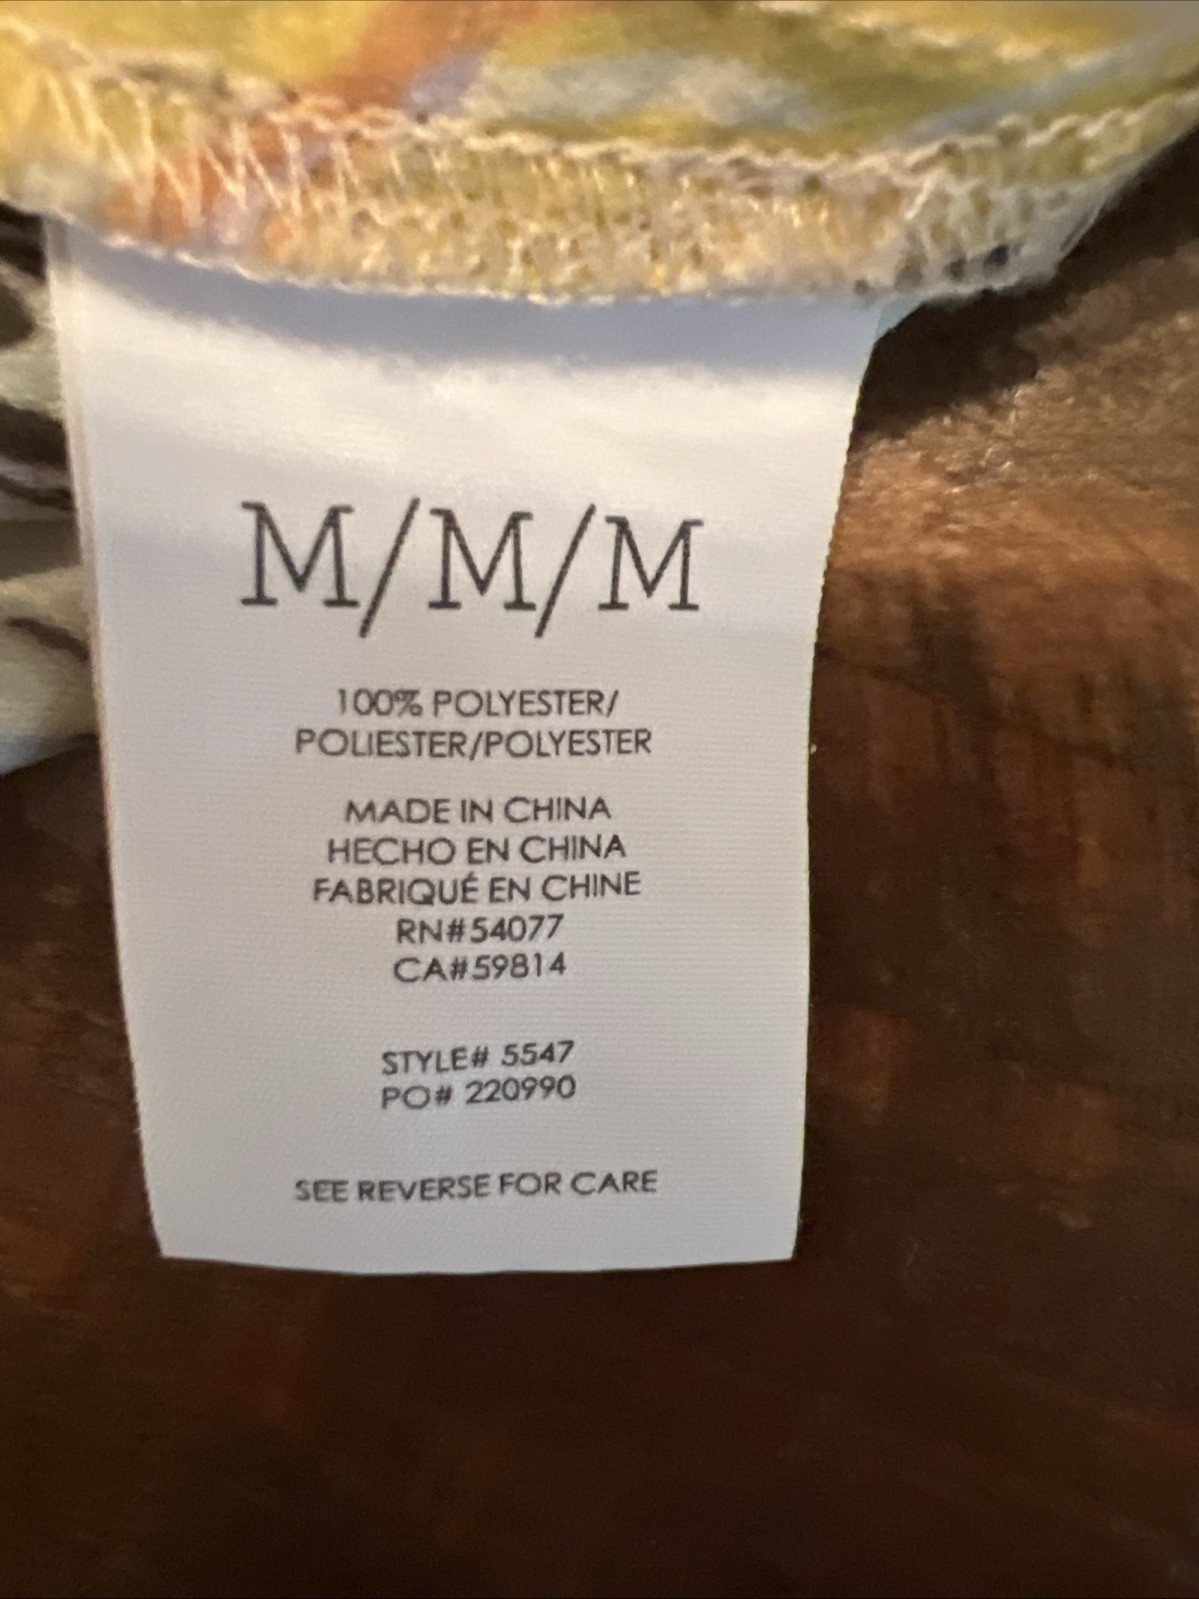 M/M/M
100% POLYESTER/
POLIESTER/POLYESTER
MADE IN CHINA
HECHO EN CHINA
FABRIQUÉ EN CHINE
RN#54077
CA#59814
STYLE# 5547
PO# 220990
SEE REVERSE FOR CARE